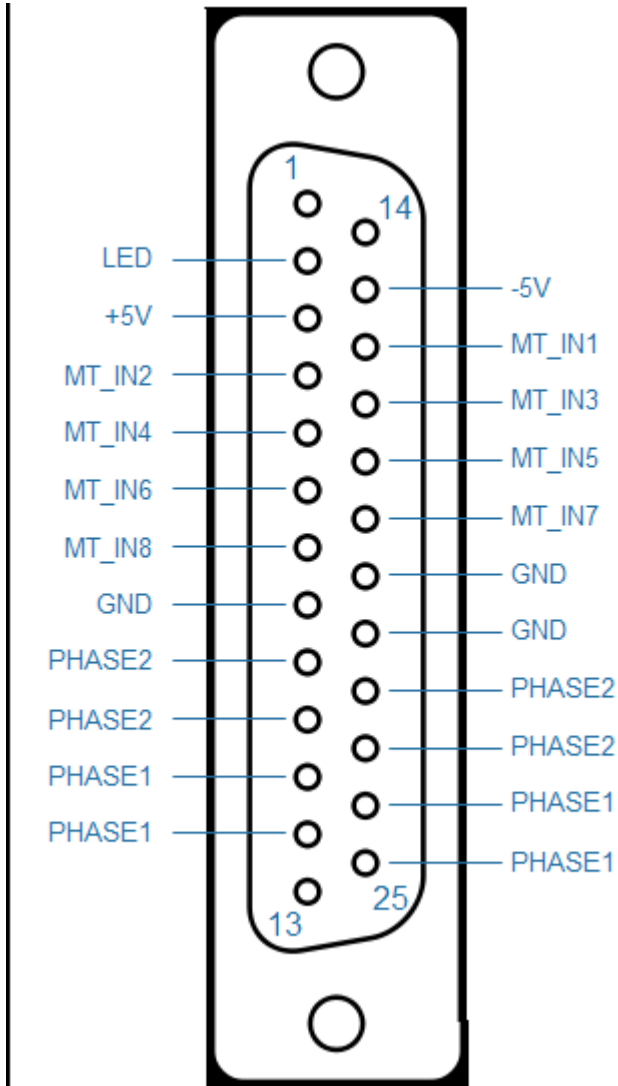 1
14
LED
-5V
+5V
MT_IN1
MT_IN2
MT_IN3
MT_IN4
MT_IN5
MT_IN6
MT_IN7
MT_IN8
GND
GND
GND
PHASE2
PHASE2
PHASE2
PHASE2
PHASE1
PHASE1
PHASE1
PHASE1
25
13